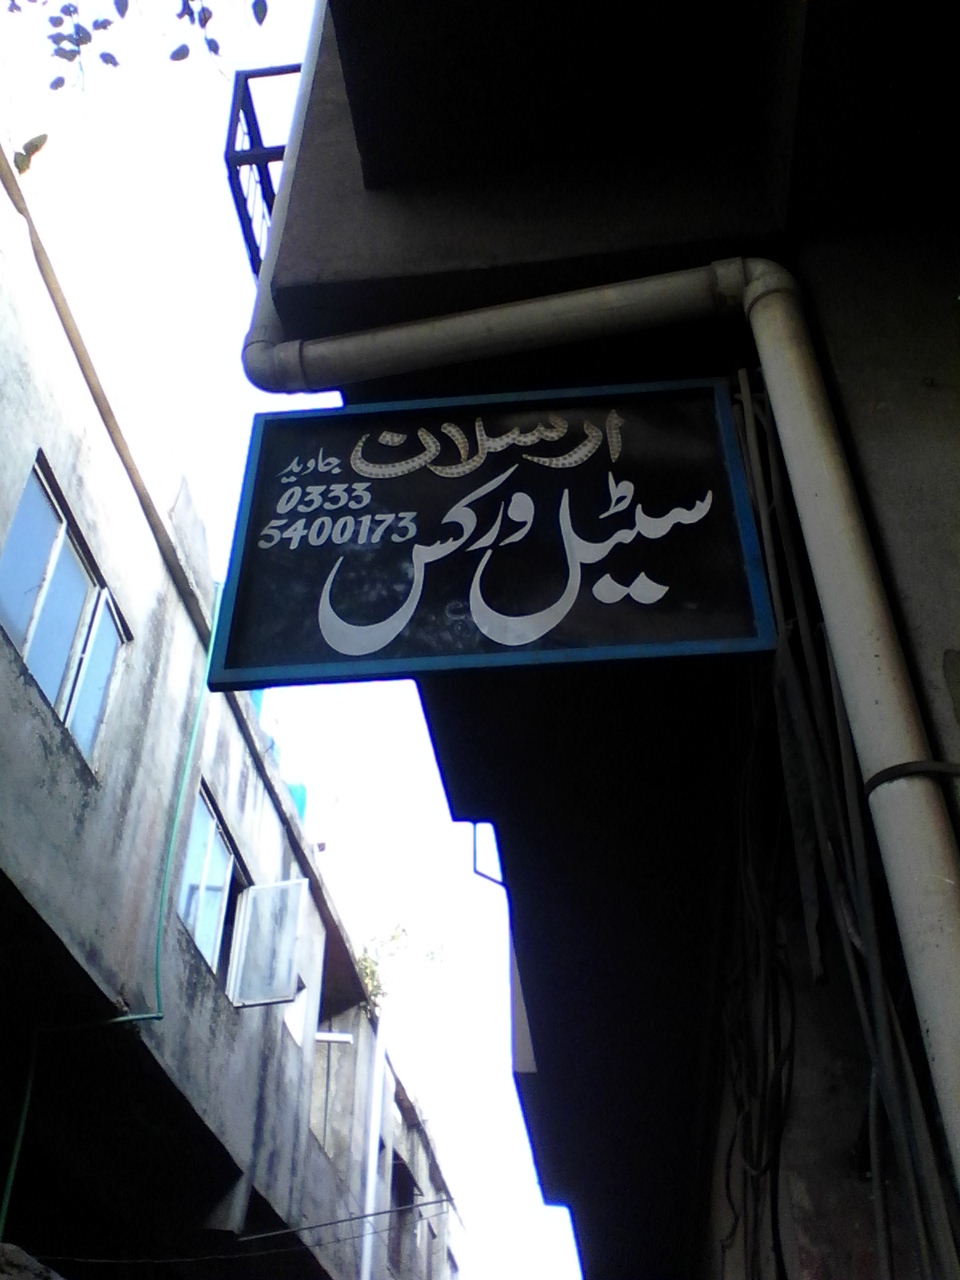 ارسلان
جاوید
0333
5400173
سٹیل ورکس